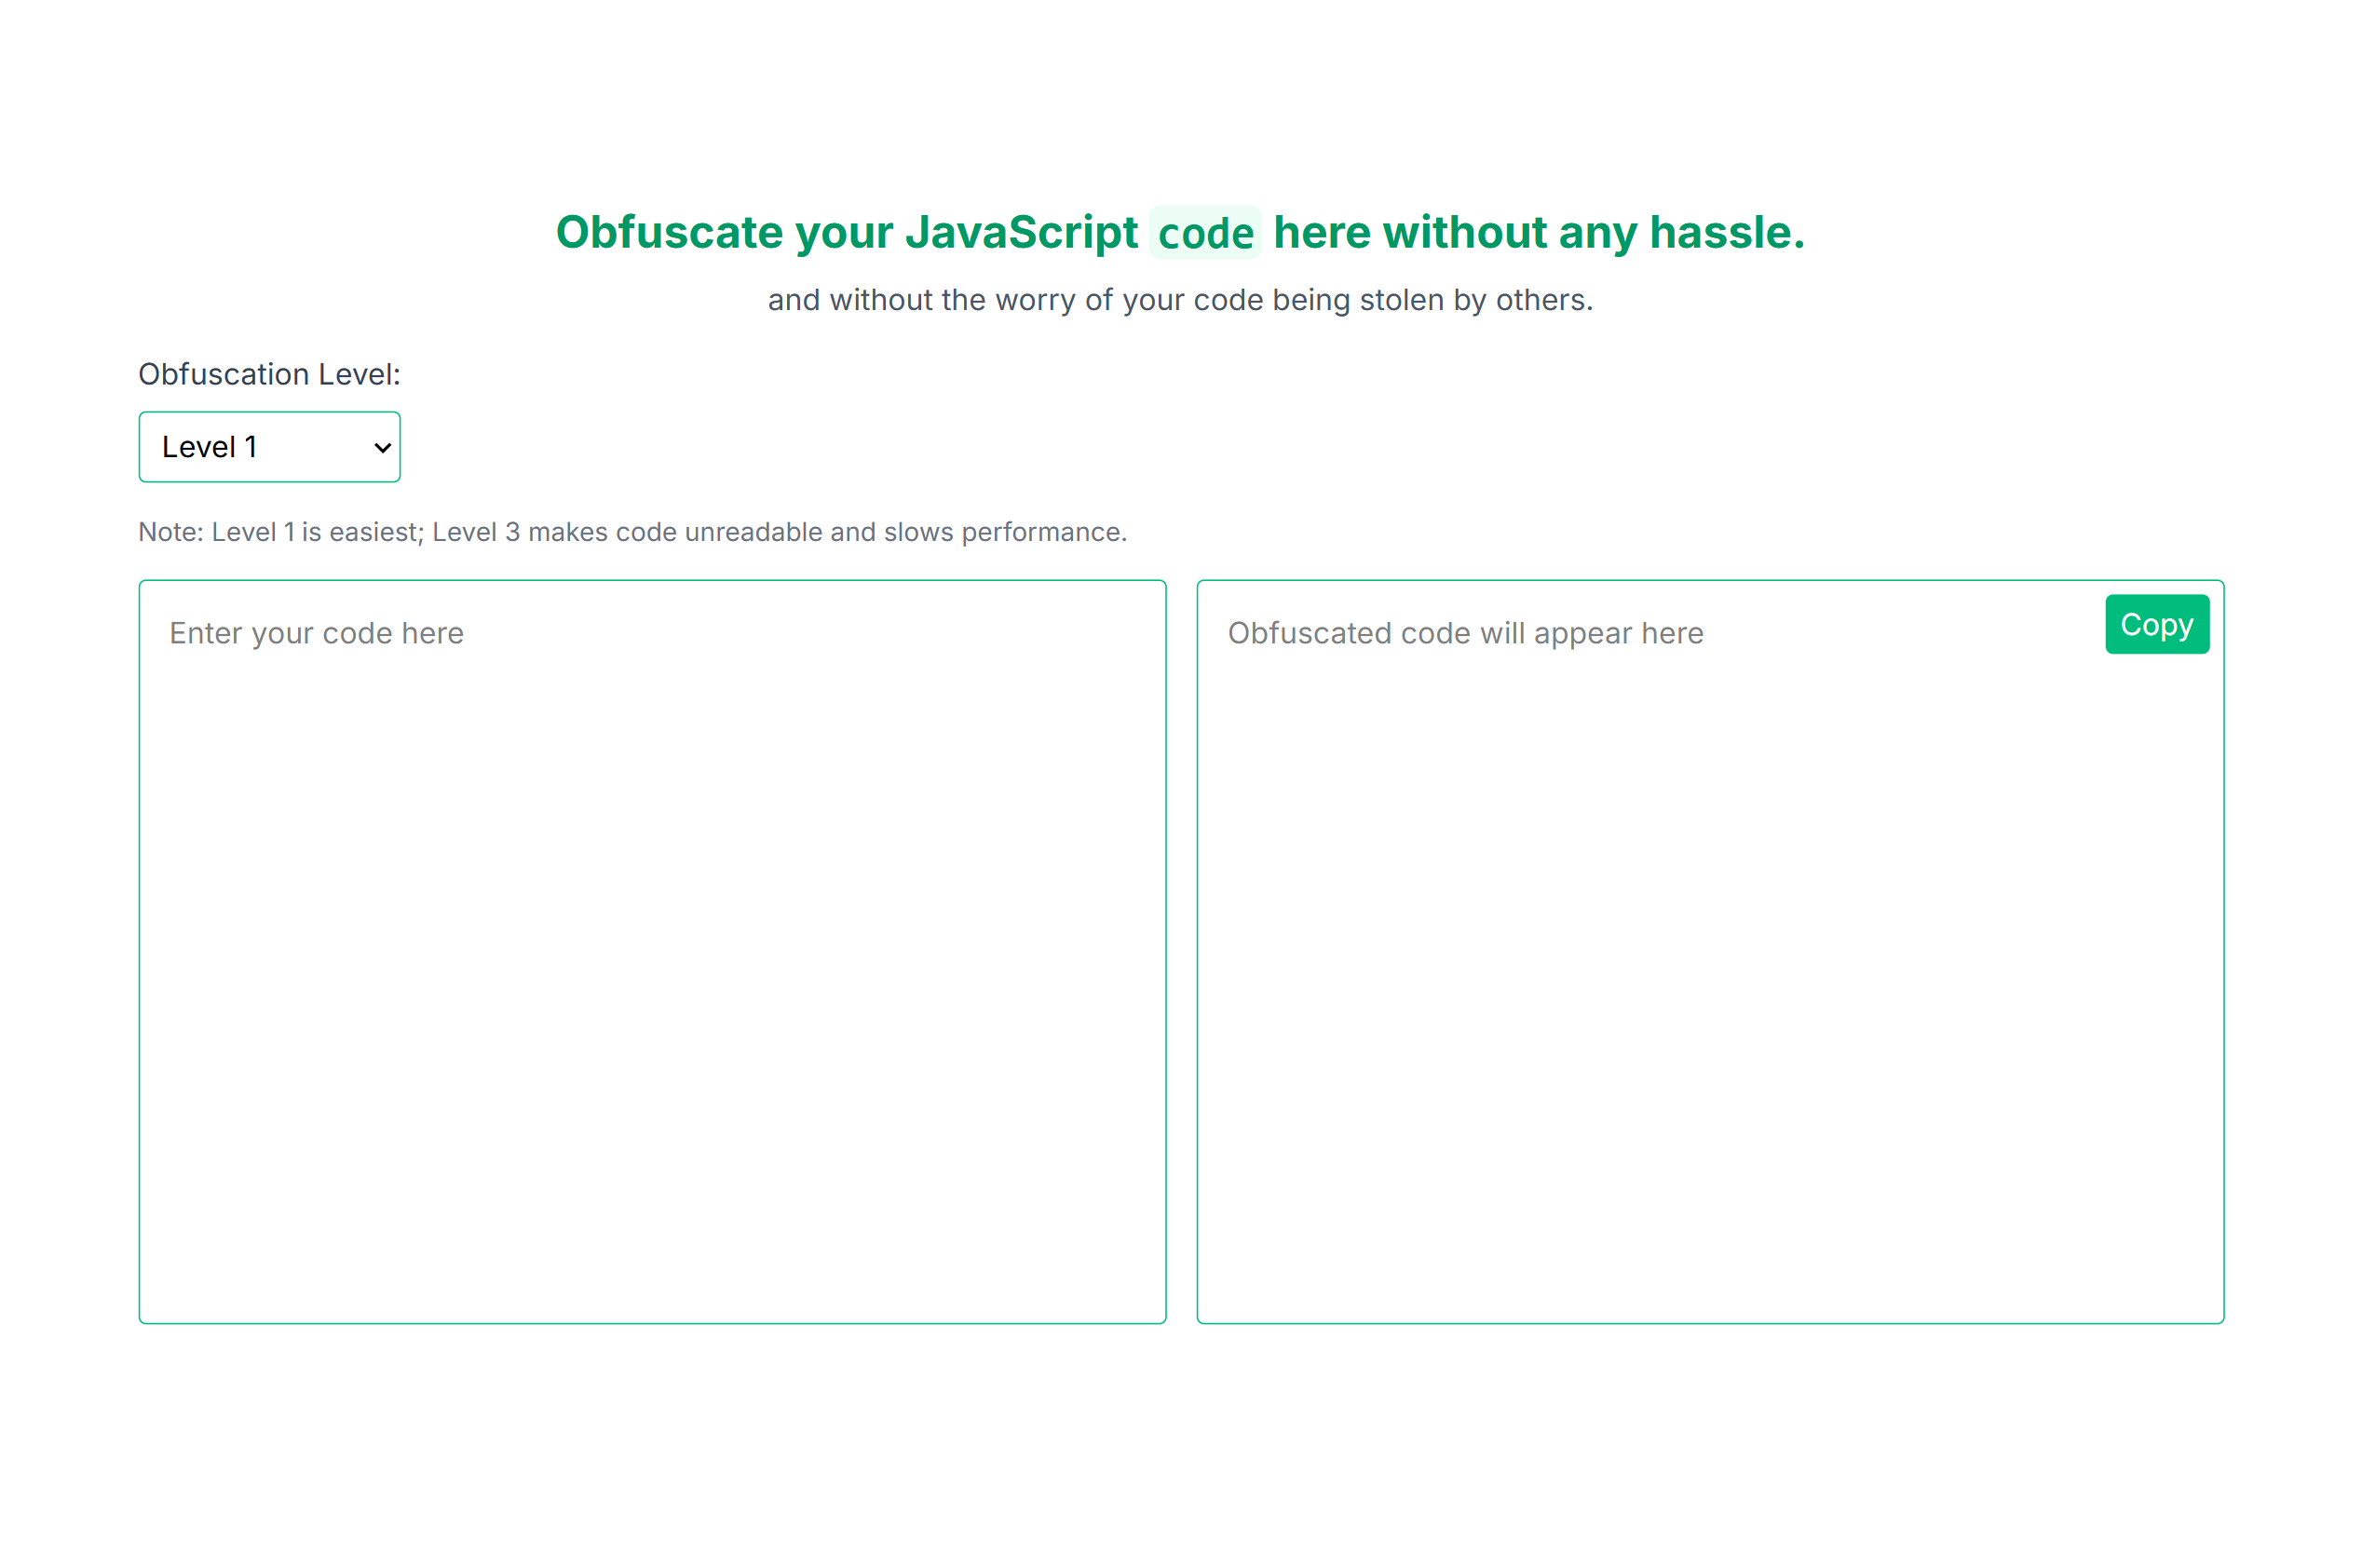 Obfuscate your JavaScript code here without any hassle.
and without the worry of your code being stolen by others.
Obfuscation Level:
Level 1
Note: Level 1 is easiest; Level 3 makes code unreadable and slows performance.
Enter your code here
Obfuscated code will appear here
Copy